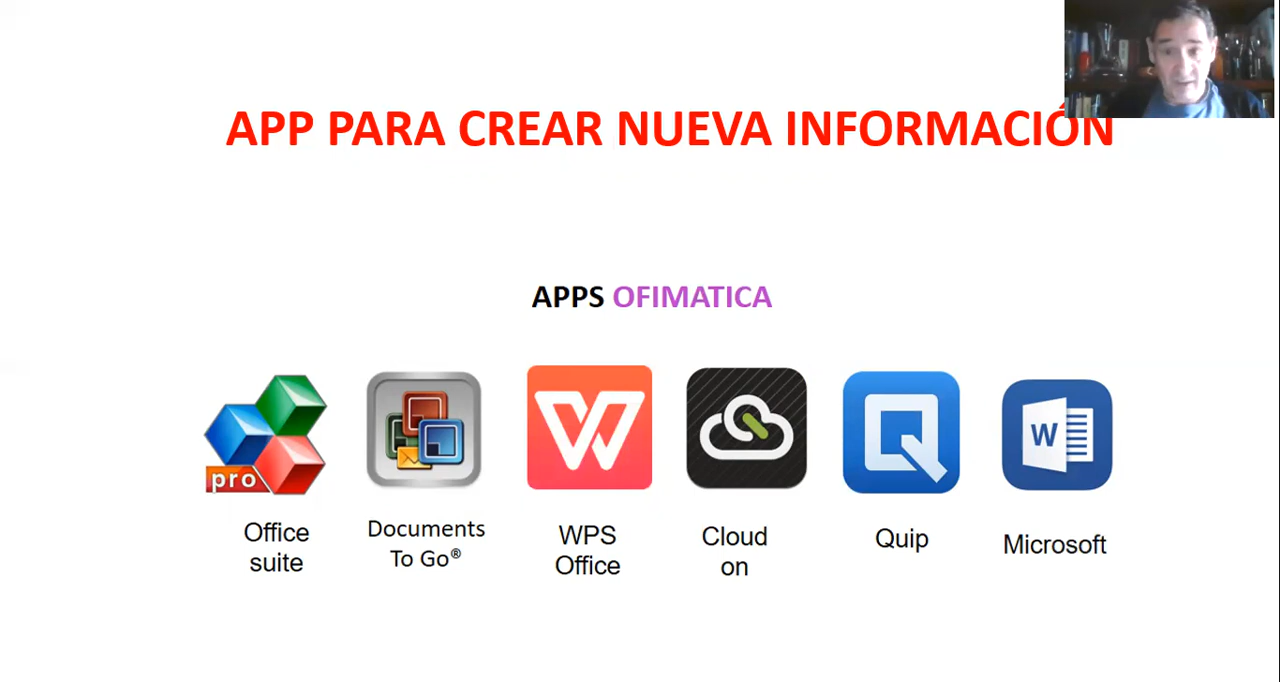 APP PARA CREAR NUEVA INFORMACIÓN
APPS OFIMATICA
pro
W
Office
suite
Documents
To Go®
WPS
Office
Cloud
on
Quip
Microsoft